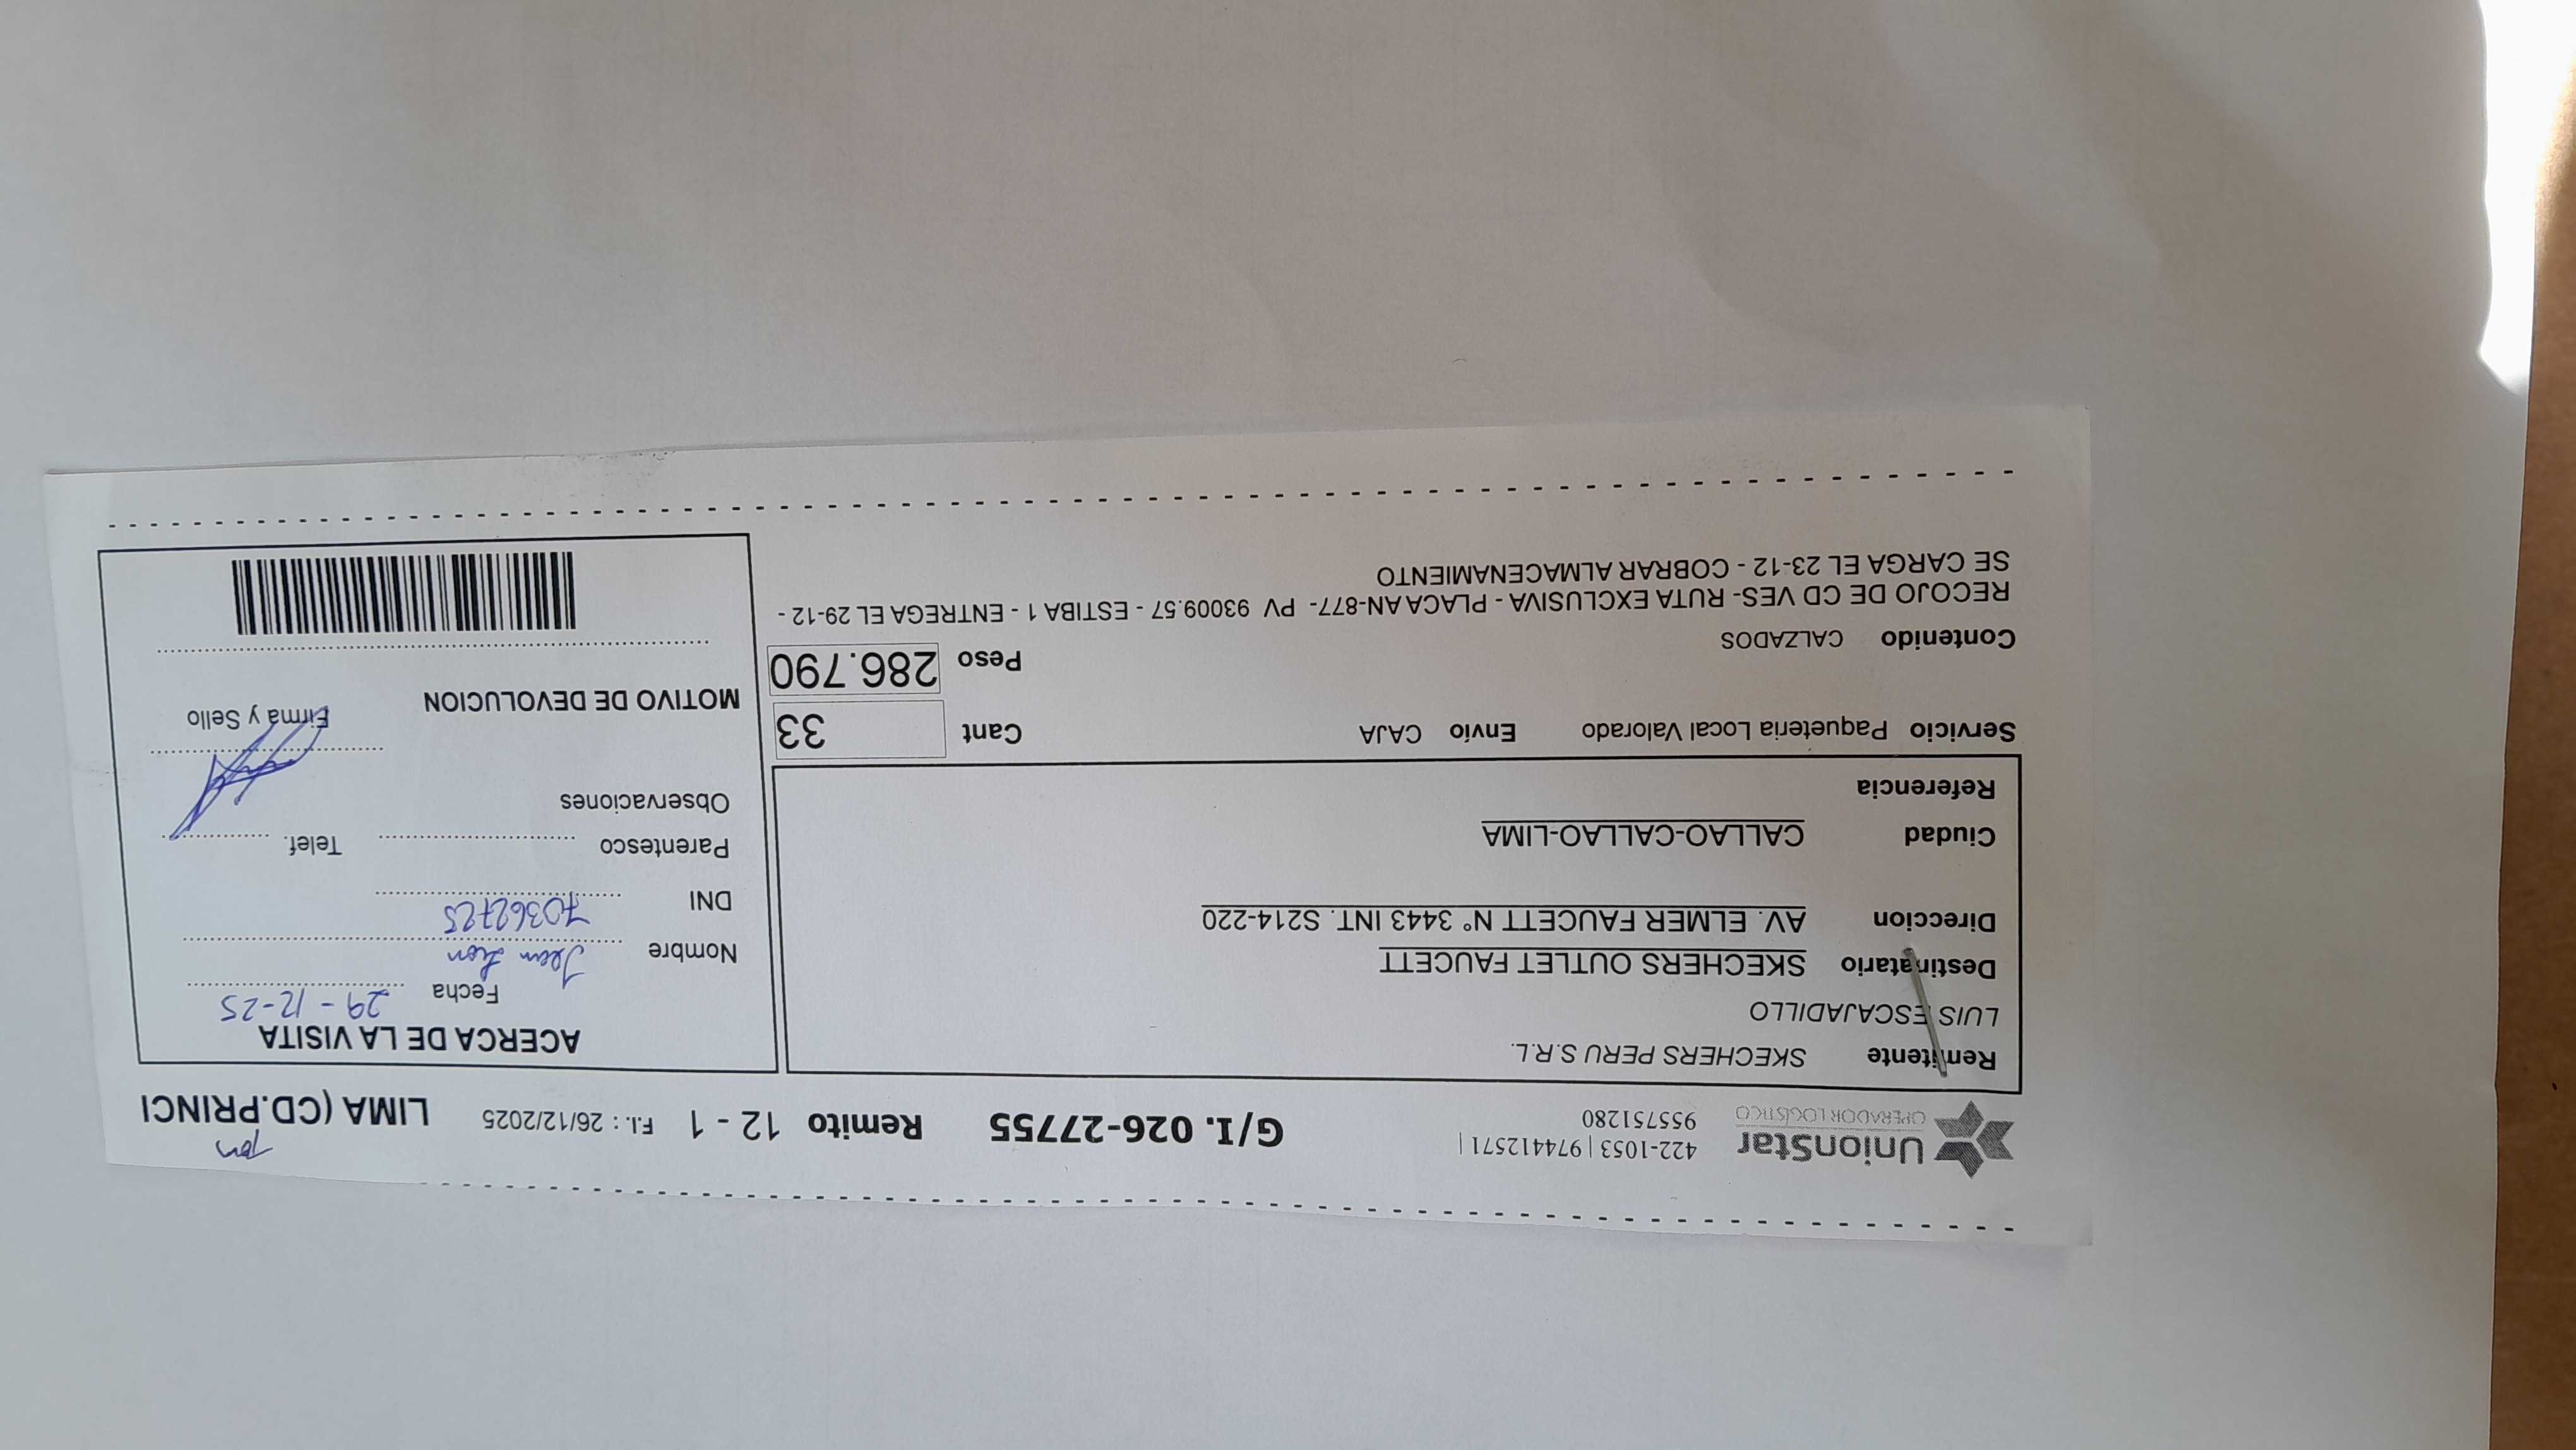 UnionStar
OPERADOR LOGÍSTICO
422-1053 | 974412571 |
955751280
G/I. 026-27755
Remito 12 - 1 F.I. : 26/12/2025 LIMA (CD.PRINCI
Remitente SKECHERS PERU S.R.L.
LUIS ESCAJADILLO
Destinatario SKECHERS OUTLET FAUCETT
Direccion AV. ELMER FAUCETT N° 3443 INT. S214-220
Ciudad CALLAO-CALLAO-LIMA
Referencia
Servicio Paqueteria Local Valorado Envío CAJA Cant 33
Peso 286.790
Contenido CALZADOS
RECOJO DE CD VES- RUTA EXCLUSIVA - PLACA AN-877- PV 93009.57 - ESTIBA 1 - ENTREGA EL 29-12 -
SE CARGA EL 23-12 - COBRAR ALMACENAMIENTO
ACERCA DE LA VISITA
Fecha 29-12-25
Nombre Jean Leon
DNI 70362725
Parentesco Telef.
Observaciones
Firma y Sello
MOTIVO DE DEVOLUCION